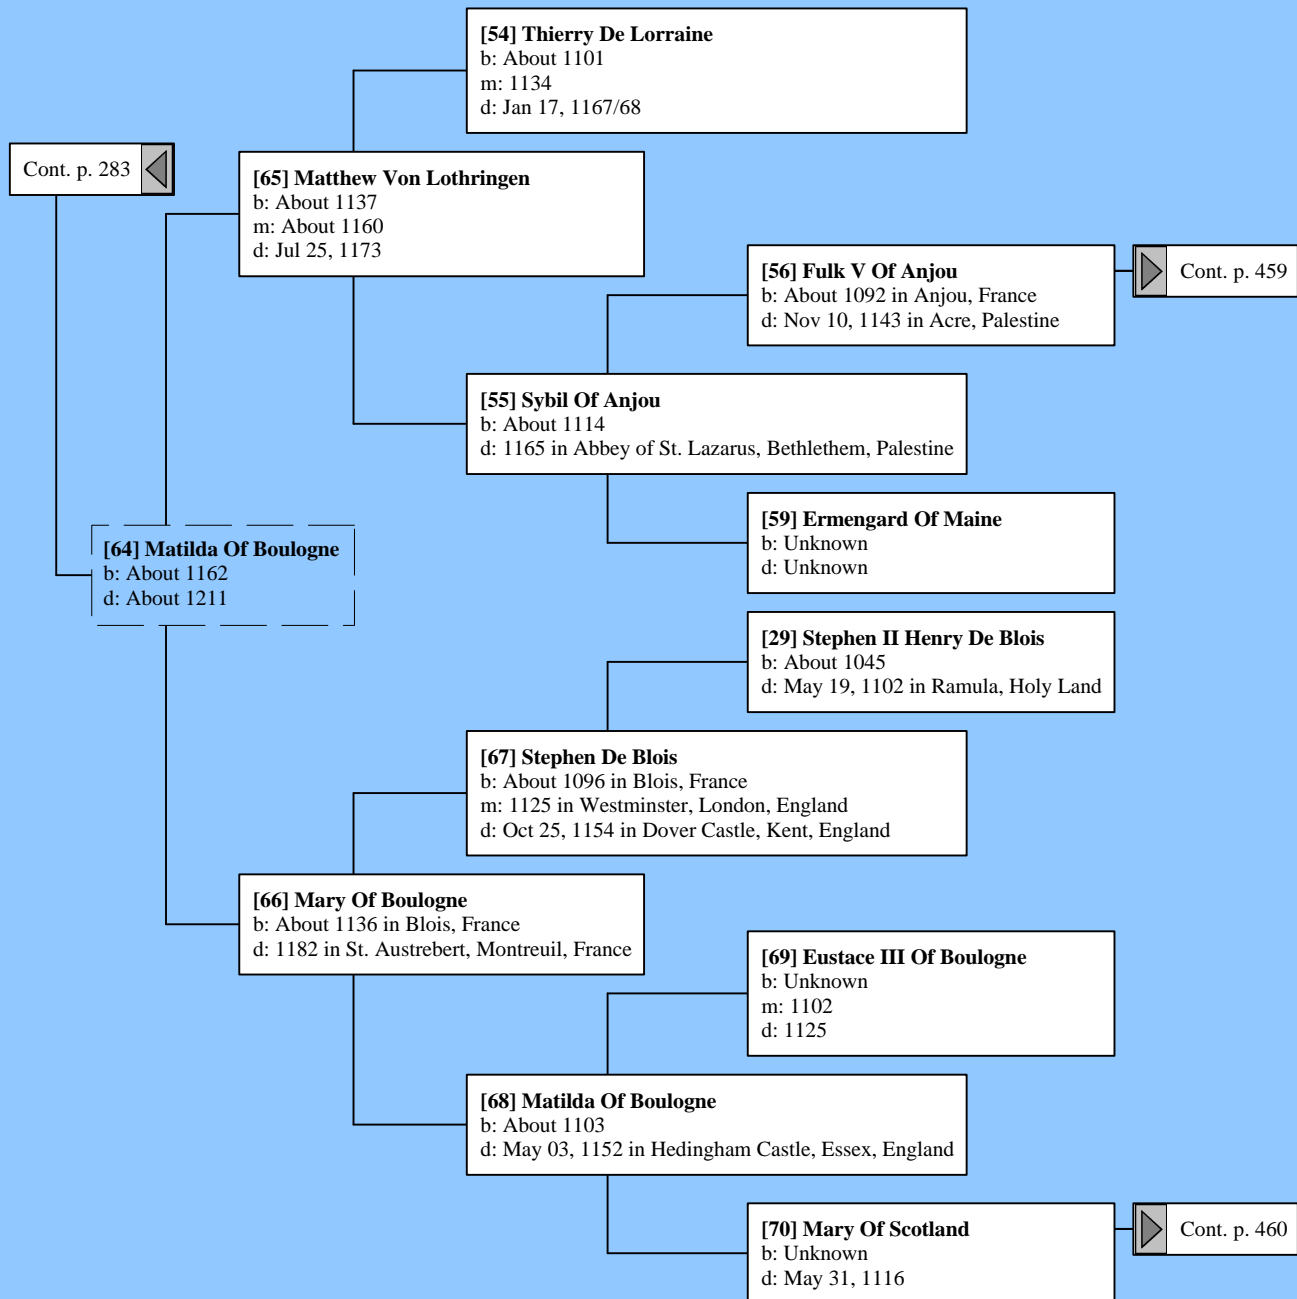 [54] Thierry De Lorraine
b: About 1101
m: 1134
d: Jan 17, 1167/68
Cont. p. 283
[65] Matthew Von Lothringen
b: About 1137
m: About 1160
d: Jul 25, 1173
[56] Fulk V Of Anjou
b: About 1092 in Anjou, France
d: Nov 10, 1143 in Acre, Palestine
Cont. p. 459
[55] Sybil Of Anjou
b: About 1114
d: 1165 in Abbey of St. Lazarus, Bethlethem, Palestine
[59] Ermengard Of Maine
b: Unknown
d: Unknown
[64] Matilda Of Boulogne
b: About 1162
d: About 1211
[29] Stephen II Henry De Blois
b: About 1045
d: May 19, 1102 in Ramula, Holy Land
[67] Stephen De Blois
b: About 1096 in Blois, France
m: 1125 in Westminster, London, England
d: Oct 25, 1154 in Dover Castle, Kent, England
[66] Mary Of Boulogne
b: About 1136 in Blois, France
d: 1182 in St. Austrebert, Montreuil, France
[69] Eustace III Of Boulogne
b: Unknown
m: 1102
d: 1125
[68] Matilda Of Boulogne
b: About 1103
d: May 03, 1152 in Hedingham Castle, Essex, England
[70] Mary Of Scotland
b: Unknown
d: May 31, 1116
Cont. p. 460